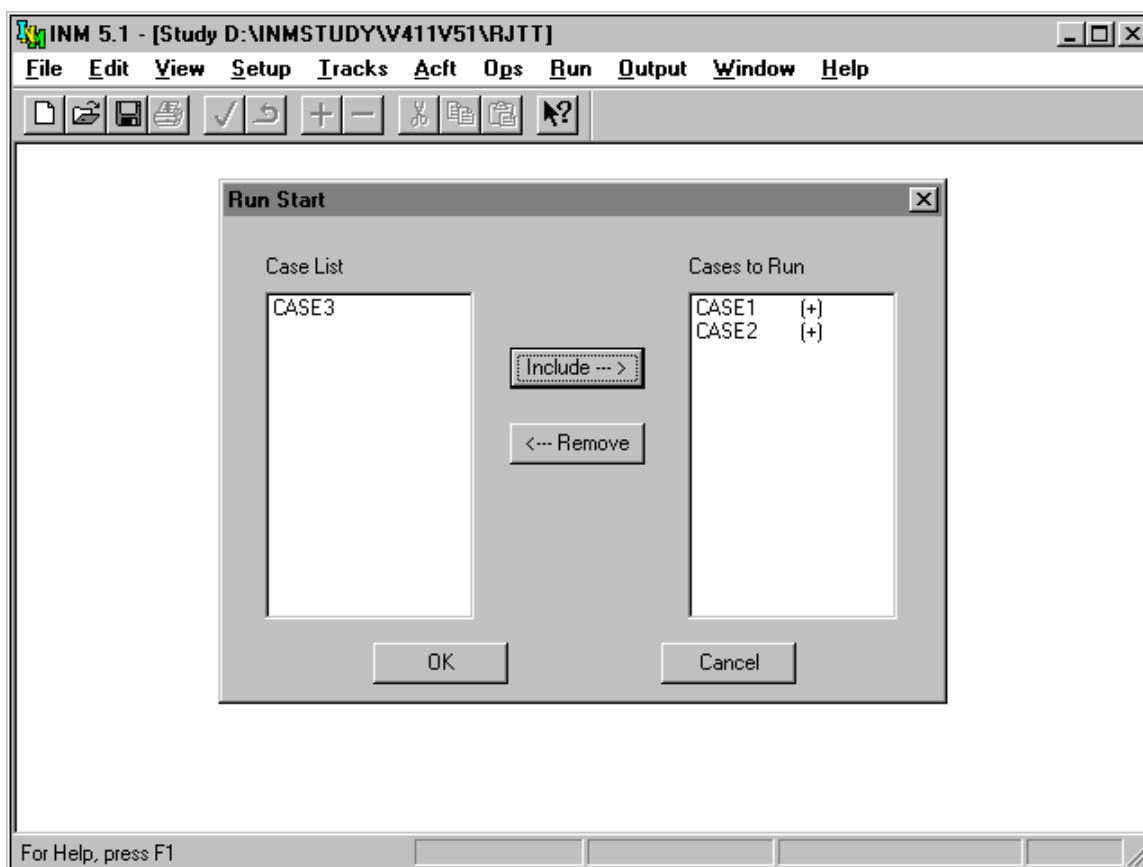 INM 5.1 - [Study D:\INMSTUDY\V411V51\RJTT]
File Edit View Setup Tracks Acft Ops Run Output Window Help
Run Start
Case List
Cases to Run
CASE3
CASE1 (+)
CASE2 (+)
Include --- >
<--- Remove
OK
Cancel
For Help, press F1